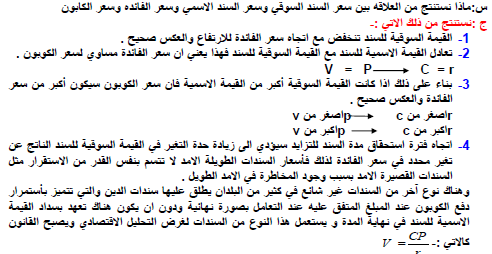 س:ماذا نستنتج من العلاقه بين سعر السند السوقي وسعر السند الاسمي وسعر الفائده وسعر الكابون
ج : نستنتج من ذلك الاتي :-
1- القيمة السوقية للسند تنخفض مع اتجاه سعر الفائدة للارتفاع والعكس صحيح .
2- تعادل القيمة الاسمية للسند مع القيمة السوقية للسند فهذا يعني ان سعر الفائدة مساوي لسعر الكوبون .
V = P → C = r
3- بناء على ذلك اذا كانت القيمة السوقية أكبر من القيمة الاسمية فان سعر الكوبون سيكون أكبر من سعر
الفائدة والعكس صحيح .
rاصغر من c → pاصغر من v
rاكبر من c → pاكبر من v
4- اتجاه فترة استحقاق مدة السند للتزايد سيؤدي الى زيادة حدة التغير في القيمة السوقية للسند الناتج عن
تغير محدد في سعر الفائدة لذلك فأسعار السندات الطويلة الامد لا تتسم بنفس القدر من الاستقرار مثل
السندات القصيرة الامد بسبب وجود المخاطرة في الامد الطويل .
وهناك نوع آخر من السندات غير شائع في كثير من البلدان يطلق عليها سندات الدين والتي تتميز بأستمرار
دفع الكوبون عند المبلغ المتفق عليه عند التعامل بصورة نهائية ودون ان يكون هناك تعهد بسداد القيمة
الاسمية للسند في نهاية المدة و يستعمل هذا النوع من السندات لغرض التحليل الاقتصادي ويصبح القانون
كالاتي :- V = CP / r